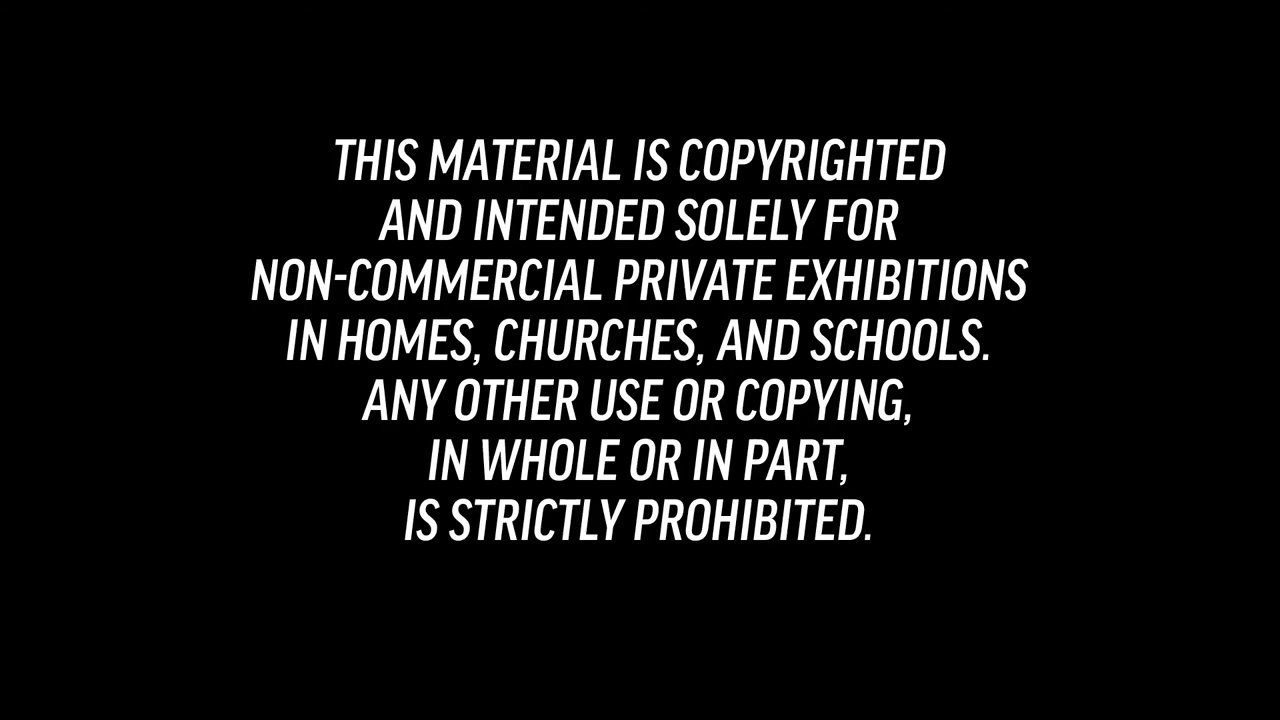 THIS MATERIAL IS COPYRIGHTED
AND INTENDED SOLELY FOR
NON-COMMERCIAL PRIVATE EXHIBITIONS
IN HOMES, CHURCHES, AND SCHOOLS.
ANY OTHER USE OR COPYING,
IN WHOLE OR IN PART,
IS STRICTLY PROHIBITED.